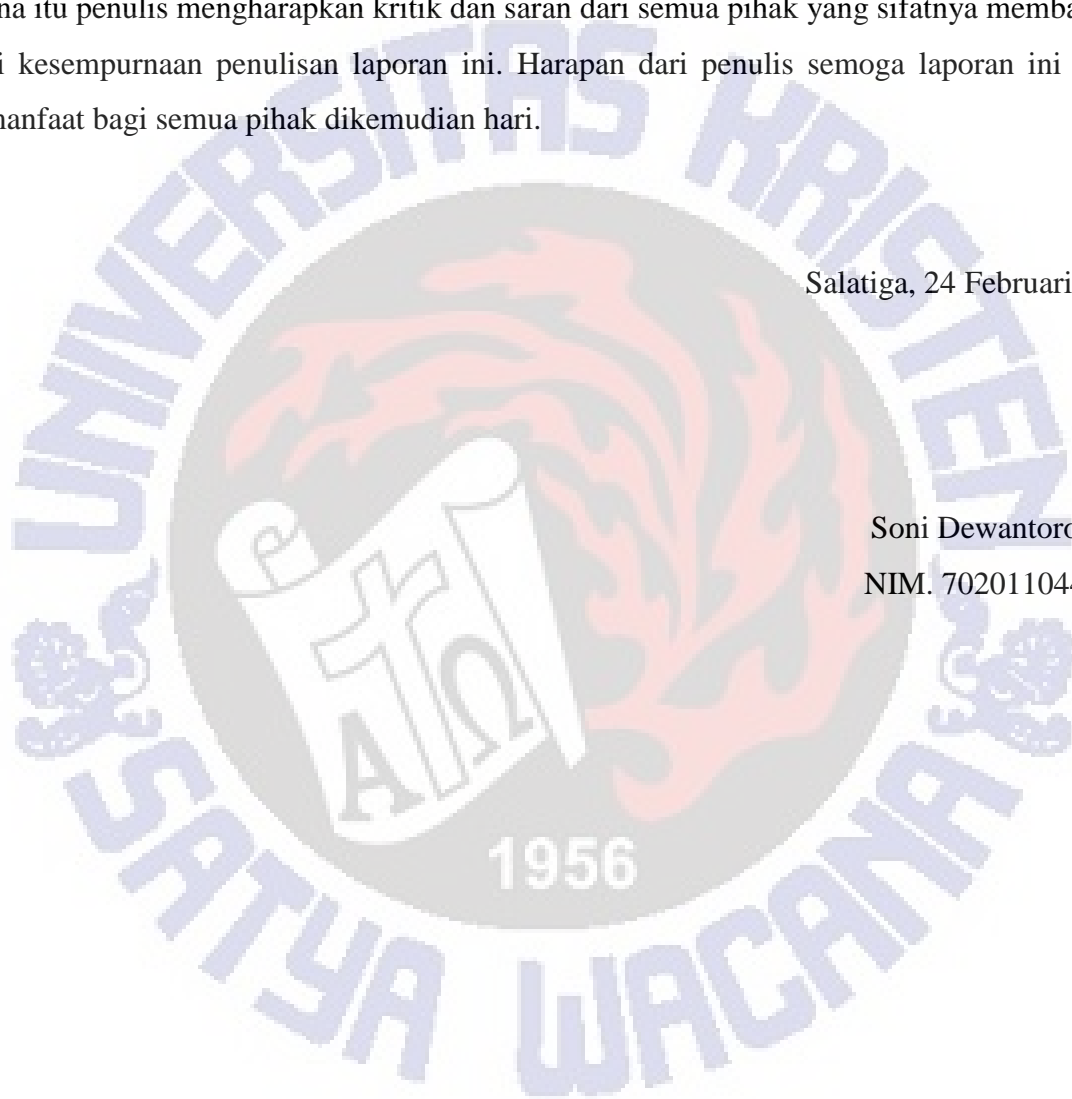 na itu penulis mengharapkan kritik dan saran dari semua pihak yang sifatnya memba
i kesempurnaan penulisan laporan ini. Harapan dari penulis semoga laporan ini
manfaat bagi semua pihak dikemudian hari.
Salatiga, 24 Februari
Soni Dewantoro
NIM. 702011044
UNIVERSITAS KRISTEN
SATYA WACANA
Α Ω
1956